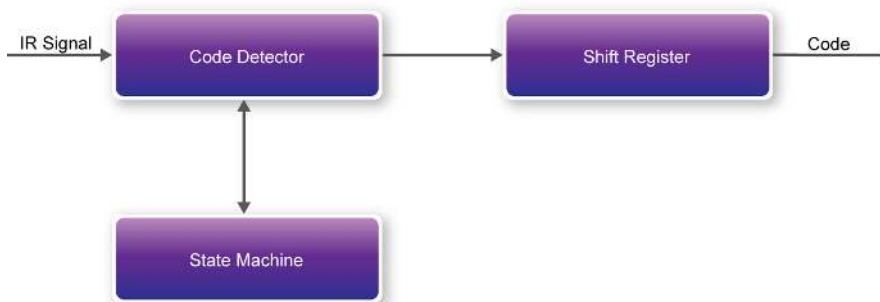 IR Signal
Code Detector
Shift Register
Code
State Machine